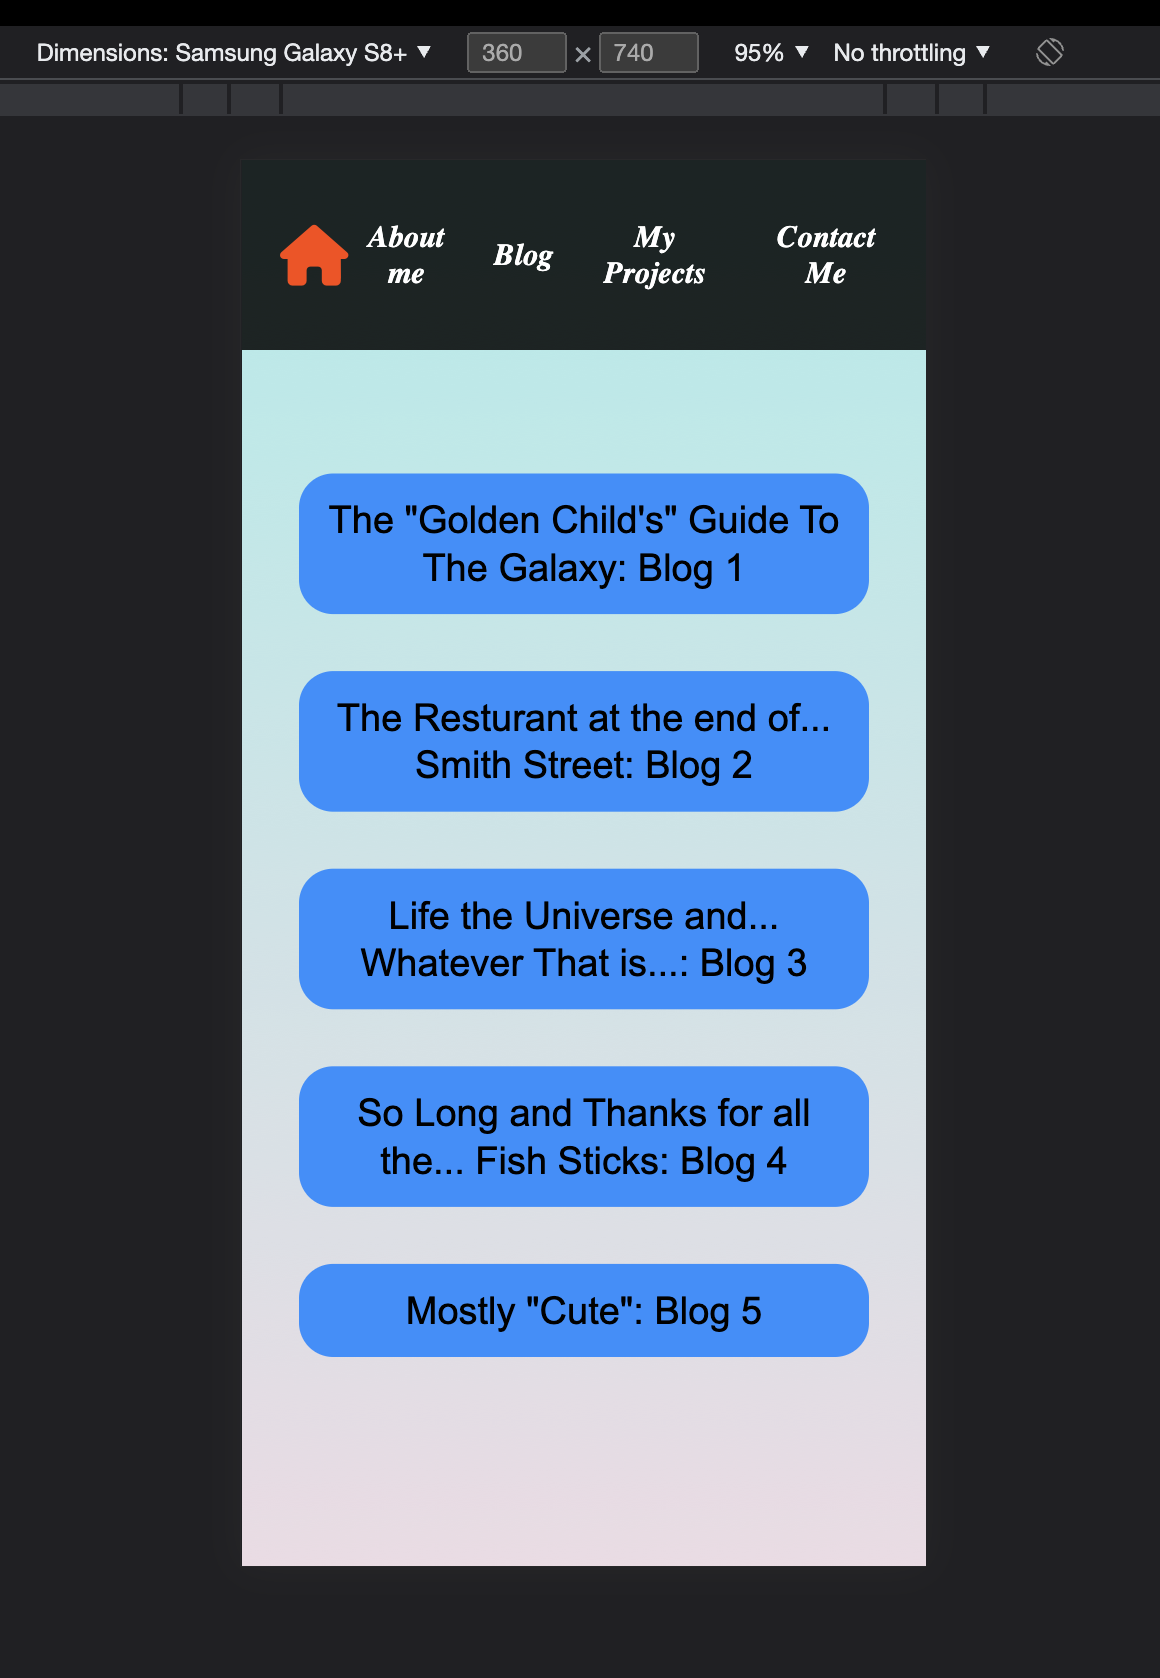 Dimensions: Samsung Galaxy S8+ ▼ 360 × 740 95% ▼ No throttling ▼
About me
Blog
My Projects
Contact Me
The "Golden Child's" Guide To
The Galaxy: Blog 1
The Resturant at the end of...
Smith Street: Blog 2
Life the Universe and...
Whatever That is...: Blog 3
So Long and Thanks for all
the... Fish Sticks: Blog 4
Mostly "Cute": Blog 5